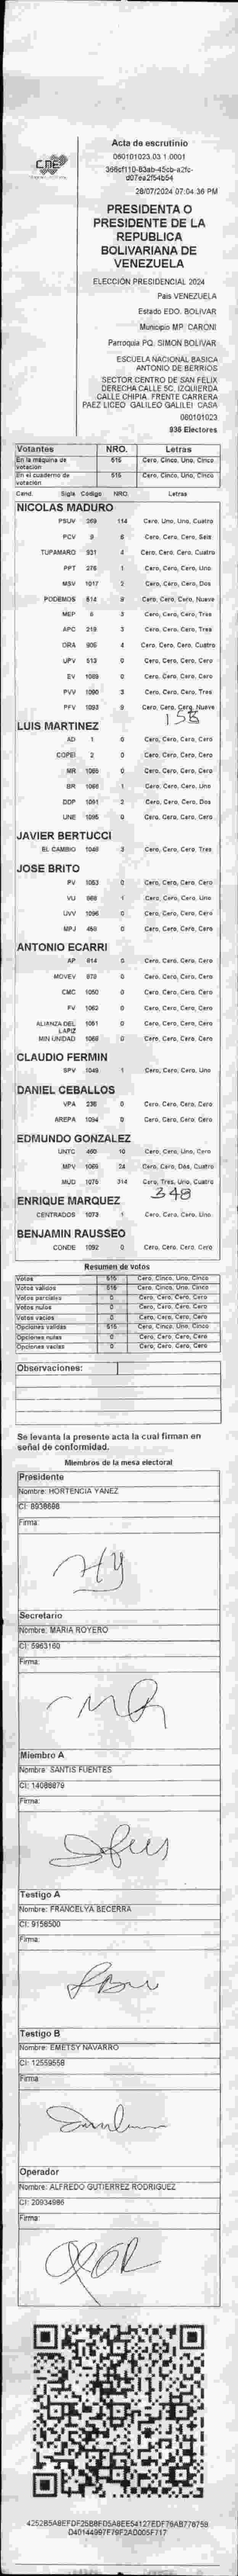 CNE
Acta de escrutinio
060101023.03.1.0001
28/07/2024 07:04:36 PM
PRESIDENTA O
PRESIDENTE DE LA
REPUBLICA
BOLIVARIANA DE
VENEZUELA
ELECCIÓN PRESIDENCIAL 2024
Pais VENEZUELA
Estado EDO. BOLIVAR
Municipio MP. CARONI
Parroquia PQ. SIMON BOLIVAR
ESCUELA NACIONAL BASICA
ANTONIO DE BERRIOS
SECTOR CENTRO DE SAN FELIX
DERECHA CALLE 5C. IZQUIERDA
CALLE CHIPIA. FRENTE CARRERA
PAEZ LICEO GALILEO GALILEI CASA
060101023
936 Electores
Votantes NRO. Letras
En la maquina de votacion 515 Cero, Cinco, Uno, Cinco
En el cuaderno de votación 515 Cero, Cinco, Uno, Cinco
Cand. Sigla Código NRO. Letras
NICOLAS MADURO
PSUV 369 114 Cero, Uno, Uno, Cuatro
PCV 9 6 Cero, Cero, Cero, Seis
TUPAMARO 931 4 Cero, Cero, Cero, Cuatro
PPT 276 1 Cero, Cero, Cero, Uno
MSV 1017 2 Cero, Cero, Cero, Dos
PODEMOS 814 9 Cero, Cero, Cero, Nueve
MEP 6 3 Cero, Cero, Cero, Tres
APC 219 3 Cero, Cero, Cero, Tres
ORA 906 4 Cero, Cero, Cero, Cuatro
UPV 513 0 Cero, Cero, Cero, Cero
EV 1089 0 Cero, Cero, Cero, Cero
PVV 1090 3 Cero, Cero, Cero, Tres
PFV 1093 9 Cero, Cero, Cero, Nueve
158
LUIS MARTINEZ
AD 1 0 Cero, Cero, Cero, Cero
COPEI 2 0 Cero, Cero, Cero, Cero
MR 1065 0 Cero, Cero, Cero, Cero
BR 1068 1 Cero, Cero, Cero, Uno
DDP 1081 2 Cero, Cero, Cero, Dos
UNE 1095 0 Cero, Cero, Cero, Cero
JAVIER BERTUCCI
EL CAMBIO 1048 3 Cero, Cero, Cero, Tres
JOSE BRITO
PV 1053 0 Cero, Cero, Cero, Cero
VU 868 1 Cero, Cero, Cero, Uno
UVV 1096 0 Cero, Cero, Cero, Cero
MPJ 459 0 Cero, Cero, Cero, Cero
ANTONIO ECARRI
AP 814 0 Cero, Cero, Cero, Cero
MOVEV 879 0 Cero, Cero, Cero, Cero
CMC 1050 0 Cero, Cero, Cero, Cero
FV 1062 0 Cero, Cero, Cero, Cero
ALIANZA DEL LAPIZ 1051 0 Cero, Cero, Cero, Cero
MIN UNIDAD 1069 0 Cero, Cero, Cero, Cero
CLAUDIO FERMIN
SPV 1049 1 Cero, Cero, Cero, Uno
DANIEL CEBALLOS
VPA 236 0 Cero, Cero, Cero, Cero
AREPA 1094 0 Cero, Cero, Cero, Cero
EDMUNDO GONZALEZ
UNTC 460 10 Cero, Cero, Uno, Cero
MPV 1069 24 Cero, Cero, Dos, Cuatro
MUD 1076 314 Cero, Tres, Uno, Cuatro
348
ENRIQUE MARQUEZ
CENTRADOS 1073 1 Cero, Cero, Cero, Uno
BENJAMIN RAUSSEO
CONDE 1092 0 Cero, Cero, Cero, Cero
Resumen de votos
Votos 515 Cero, Cinco, Uno, Cinco
Votos validos 515 Cero, Cinco, Uno, Cinco
Votos parciales 0 Cero, Cero, Cero, Cero
Votos nulos 0 Cero, Cero, Cero, Cero
Votos vacios 0 Cero, Cero, Cero, Cero
Opciones validas 515 Cero, Cinco, Uno, Cinco
Opciones nulas 0 Cero, Cero, Cero, Cero
Opciones vacias 0 Cero, Cero, Cero, Cero
Observaciones:
Se levanta la presente acta la cual firman en
señal de conformidad.
Miembros de la mesa electoral
Presidente
Nombre: HORTENCIA YANEZ
CI: 8938698
Firma:
Secretario
Nombre: MARIA ROYERO
CI: 5963160
Firma:
Miembro A
Nombre: SANTIS FUENTES
CI: 14088879
Firma:
Testigo A
Nombre: FRANCELYA BECERRA
CI: 9156500
Firma:
Testigo B
Nombre: EMETSY NAVARRO
CI: 12559559
Firma
Operador
Nombre: ALFREDO GUTIERREZ RODRIGUEZ
CI: 20934986
Firma: